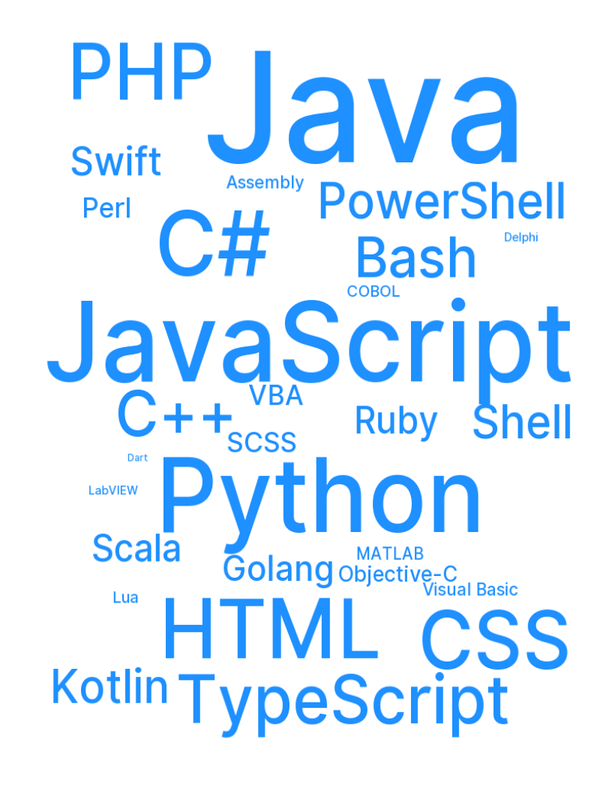 PHP
Java
Swift
Assembly
PowerShell
Perl
C#
Delphi
Bash
COBOL
JavaScript
VBA
C++
Ruby
Shell
SCSS
Dart
Python
LabVIEW
Scala
MATLAB
Golang
Objective-C
Visual Basic
Lua
HTML
CSS
Kotlin
TypeScript